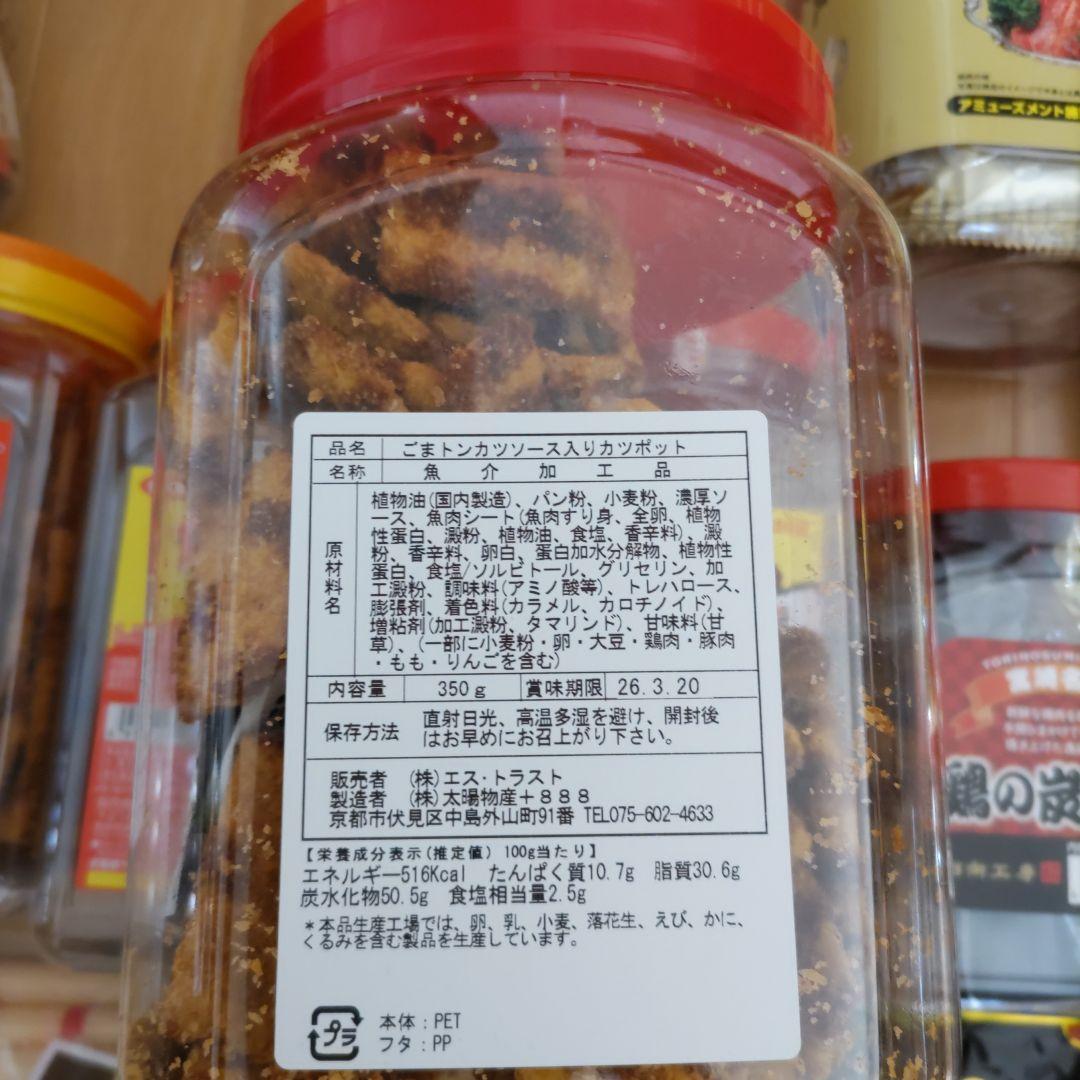 アミューズメント
品名 ごまトンカツソース入りカツポット
名称 魚介加工品
原材料名
植物油(国内製造)、パン粉、小麦粉、濃厚ソ
ース、魚肉シート(魚肉すり身、全卵、植物
性蛋白、澱粉、植物油、食塩、香辛料)、澱
粉、香辛料、卵白、蛋白加水分解物、植物性
蛋白、食塩/ソルビトール、グリセリン、加
工澱粉、調味料(アミノ酸等)、トレハロース、
膨張剤、着色料(カラメル、カロチノイド)、
増粘剤(加工澱粉、タマリンド)、甘味料(甘
草)、(一部に小麦粉・卵・大豆・鶏肉・豚肉
・もも・りんごを含む)
内容量 350g 賞味期限 26.3.20
保存方法 直射日光、高温多湿を避け、開封後
はお早めにお召上がり下さい。
販売者 (株)エス・トラスト
製造者 (株)太陽物産+888
京都市伏見区中島外山町91番 TEL075-602-4633
【栄養成分表示(推定値) 100g当たり】
エネルギー516Kcal たんぱく質10.7g 脂質30.6g
炭水化物50.5g 食塩相当量2.5g
*本品生産工場では、卵、乳、小麦、落花生、えび、かに、
くるみを含む製品を生産しています。
プラ
本体:PET
フタ:PP
鶏の炭